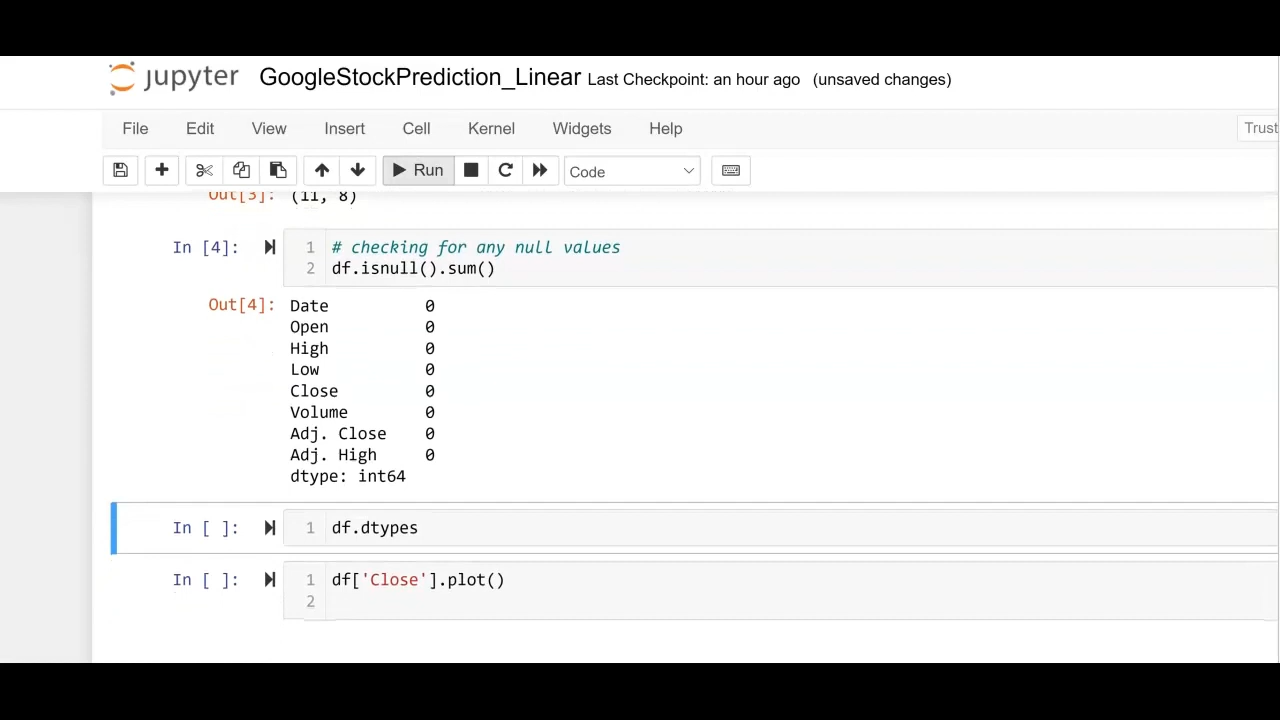 jupyter GoogleStockPrediction_Linear Last Checkpoint: an hour ago (unsaved changes)
File Edit View Insert Cell Kernel Widgets Help Trust
Run Code
Out[3]: (11, 8)
In [4]: 1 # checking for any null values
2 df.isnull().sum()
Out[4]: Date 0
Open 0
High 0
Low 0
Close 0
Volume 0
Adj. Close 0
Adj. High 0
dtype: int64
In [ ]: 1 df.dtypes
In [ ]: 1 df['Close'].plot()
2